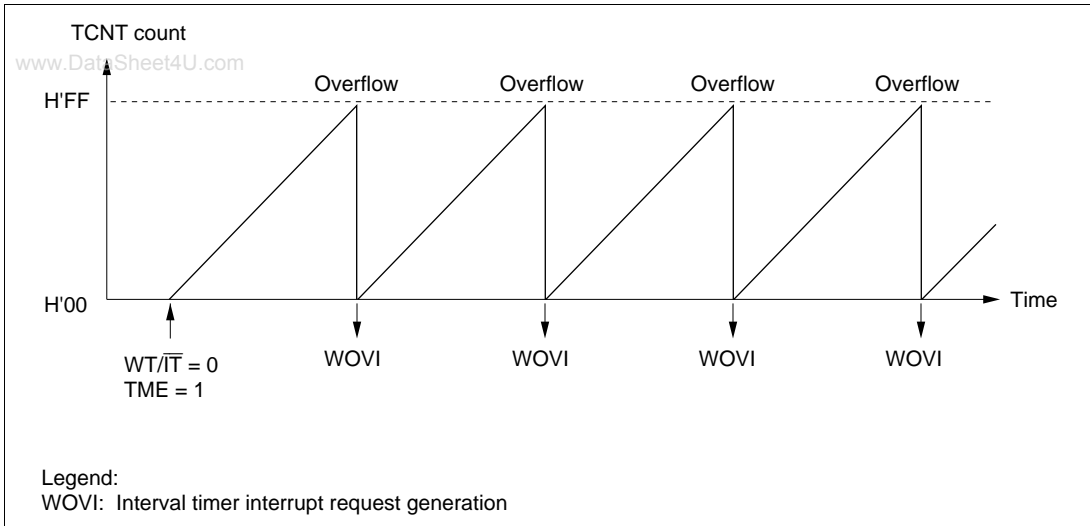 TCNT count
www.DataSheet4U.com
Overflow Overflow Overflow Overflow
H'FF
H'00
Time
WOVI WOVI WOVI WOVI
WT/I̅T̅ = 0
TME = 1
Legend:
WOVI: Interval timer interrupt request generation